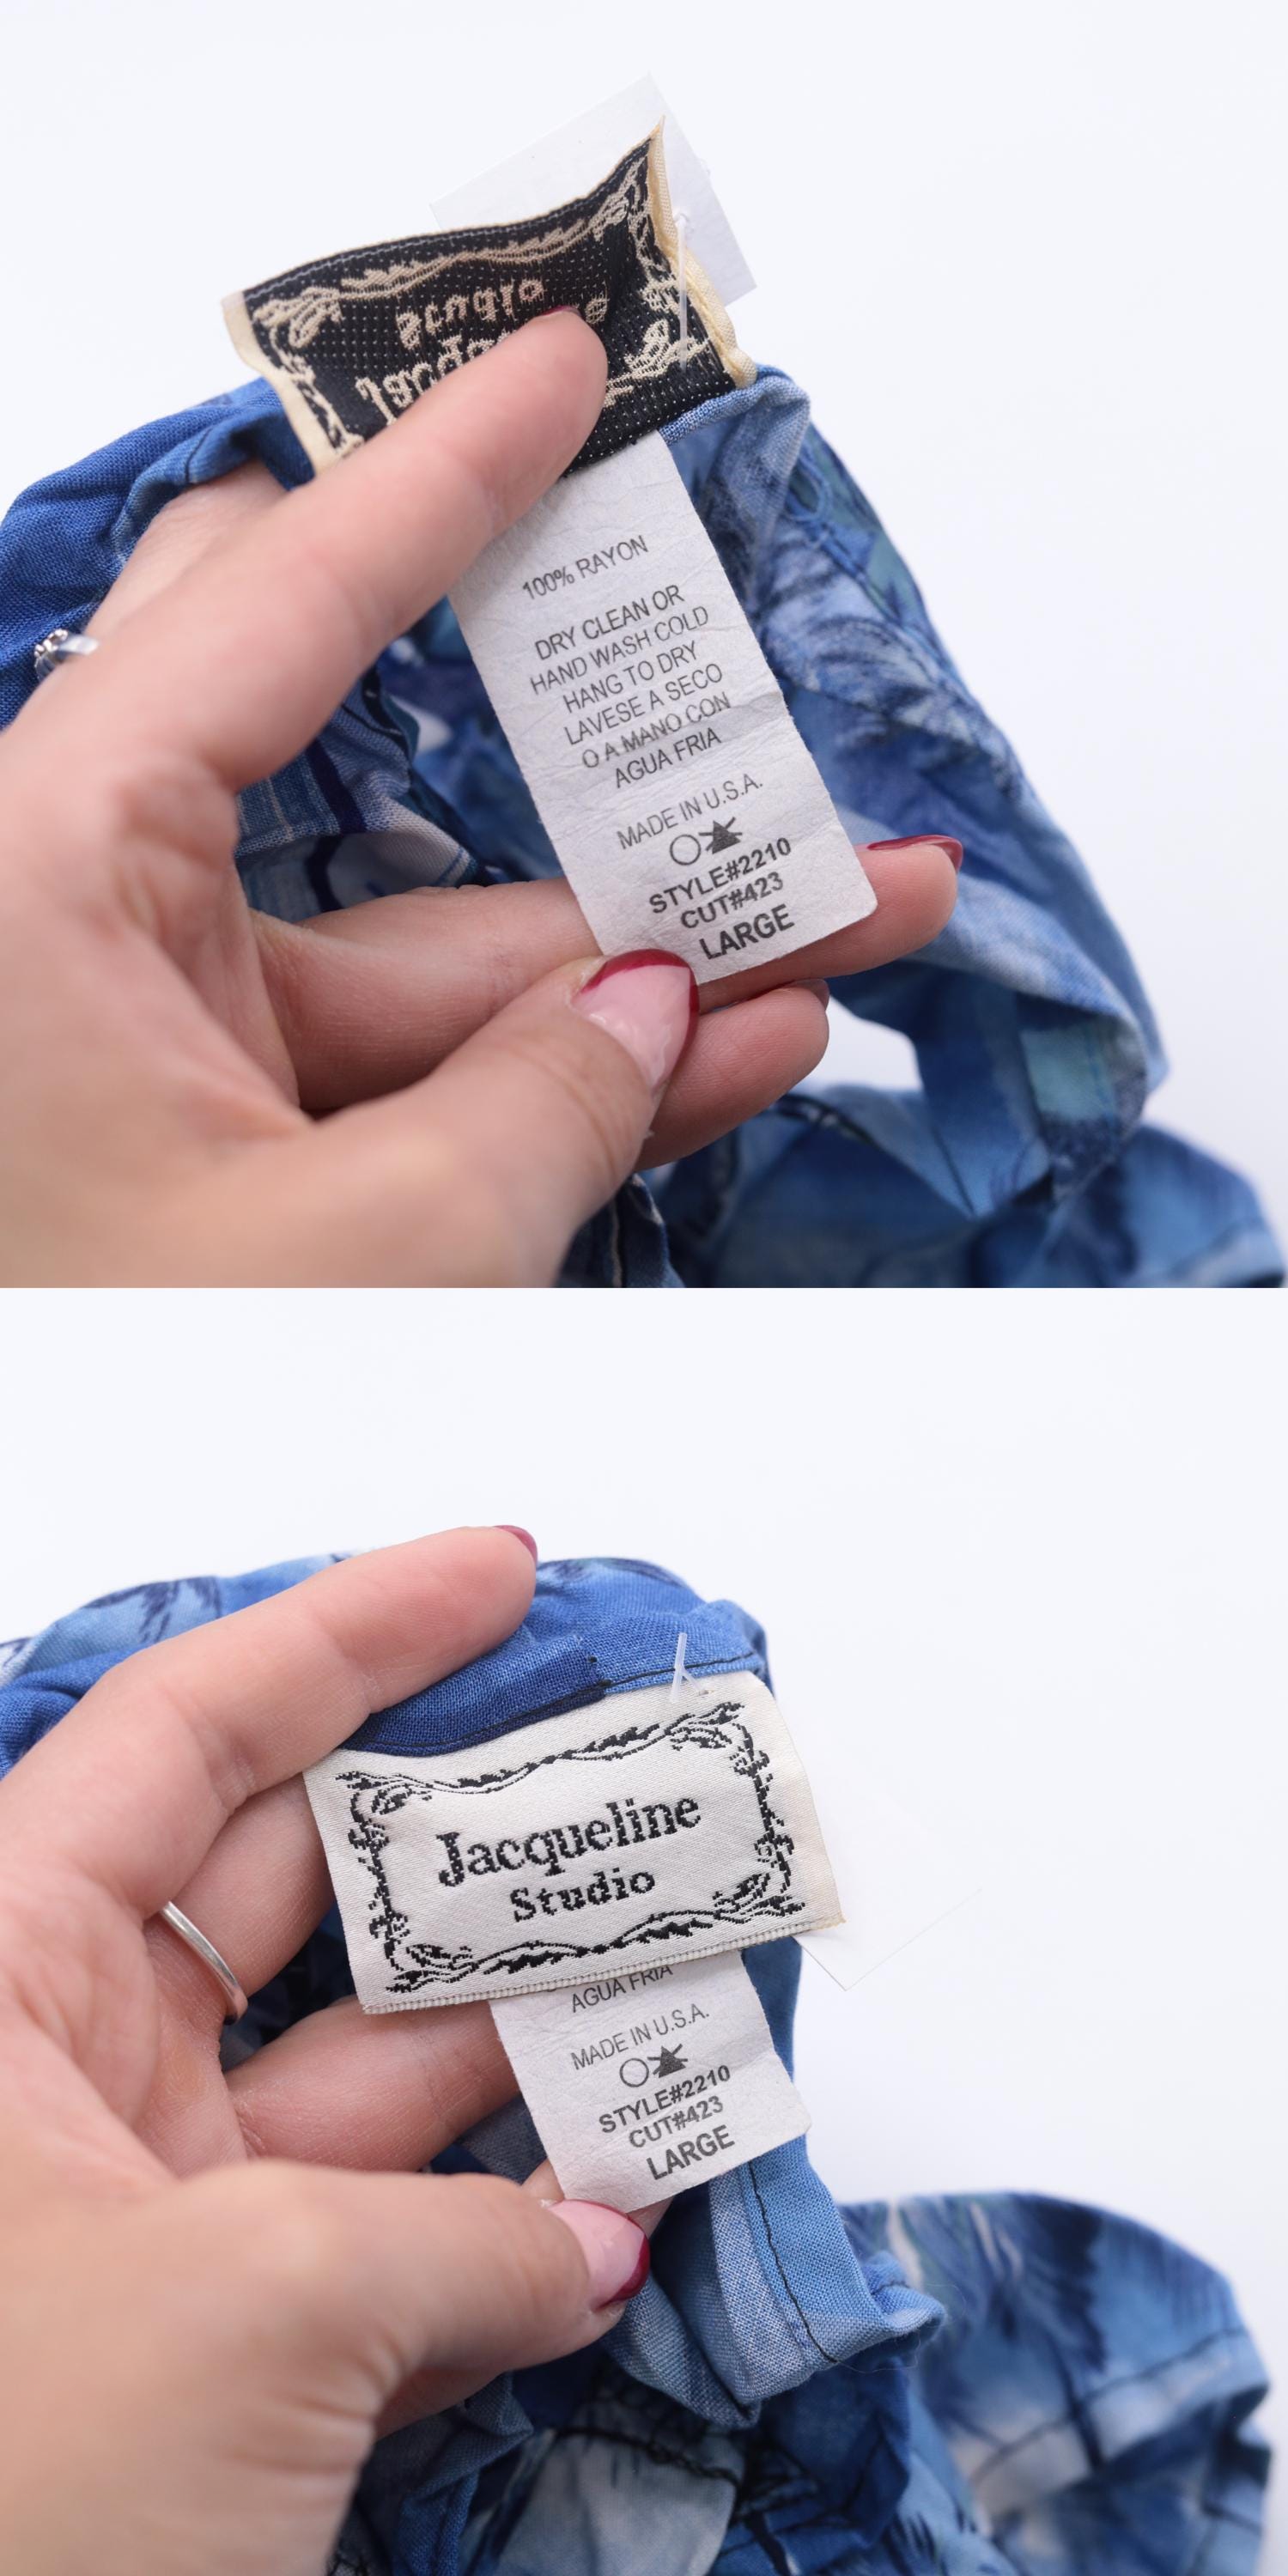 100% RAYON
DRY CLEAN OR
HAND WASH COLD
HANG TO DRY
LAVESE A SECO
O A MANO CON
AGUA FRIA
MADE IN U.S.A.
STYLE#2210
CUT#423
LARGE
Jacqueline
Studio
AGUA FRIA
MADE IN U.S.A.
STYLE#2210
CUT#423
LARGE